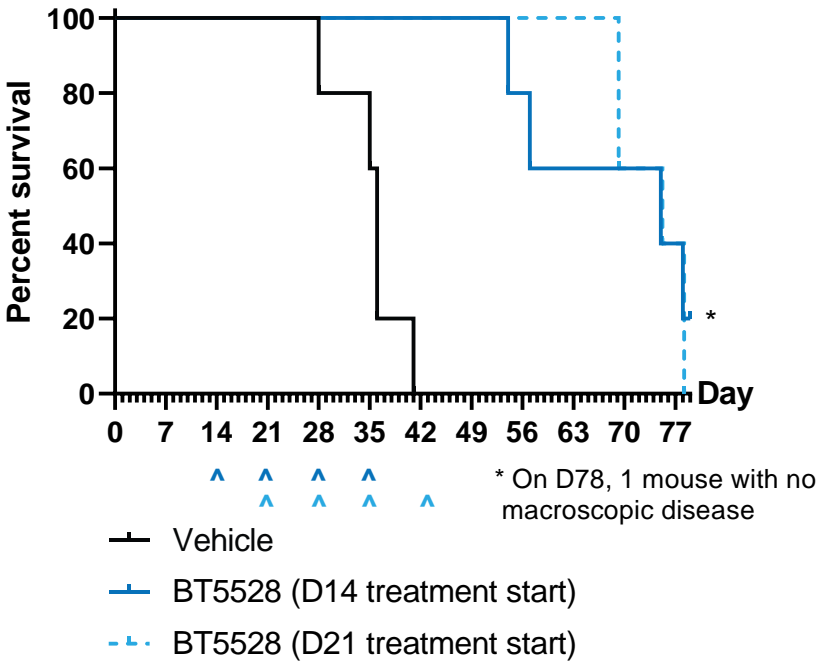 100
80
60
40
20
0
Percent survival
*
Day
0 7 14 21 28 35 42 49 56 63 70 77
^ ^ ^ ^
^ ^ ^ ^
* On D78, 1 mouse with no
macroscopic disease
Vehicle
BT5528 (D14 treatment start)
BT5528 (D21 treatment start)